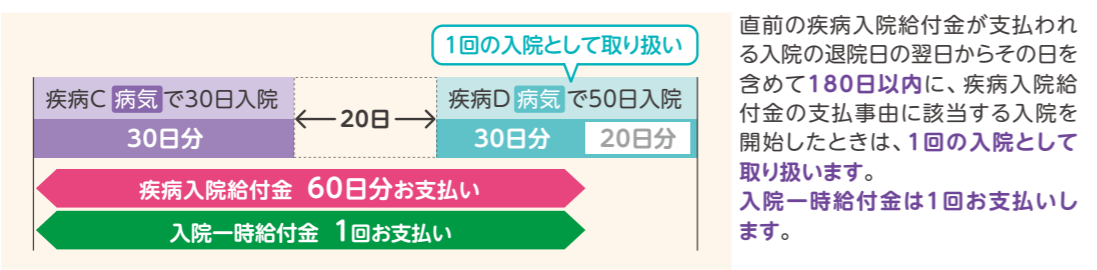 1回の入院として取り扱い
疾病C 病気 で30日入院
20日
疾病D 病気 で50日入院
30日分
30日分
20日分
疾病入院給付金 60日分お支払い
入院一時給付金 1回お支払い
直前の疾病入院給付金が支払われ
る入院の退院日の翌日からその日を
含めて180日以内に、疾病入院給
付金の支払事由に該当する入院を
開始したときは、1回の入院として
取り扱います。
入院一時給付金は1回お支払いし
ます。